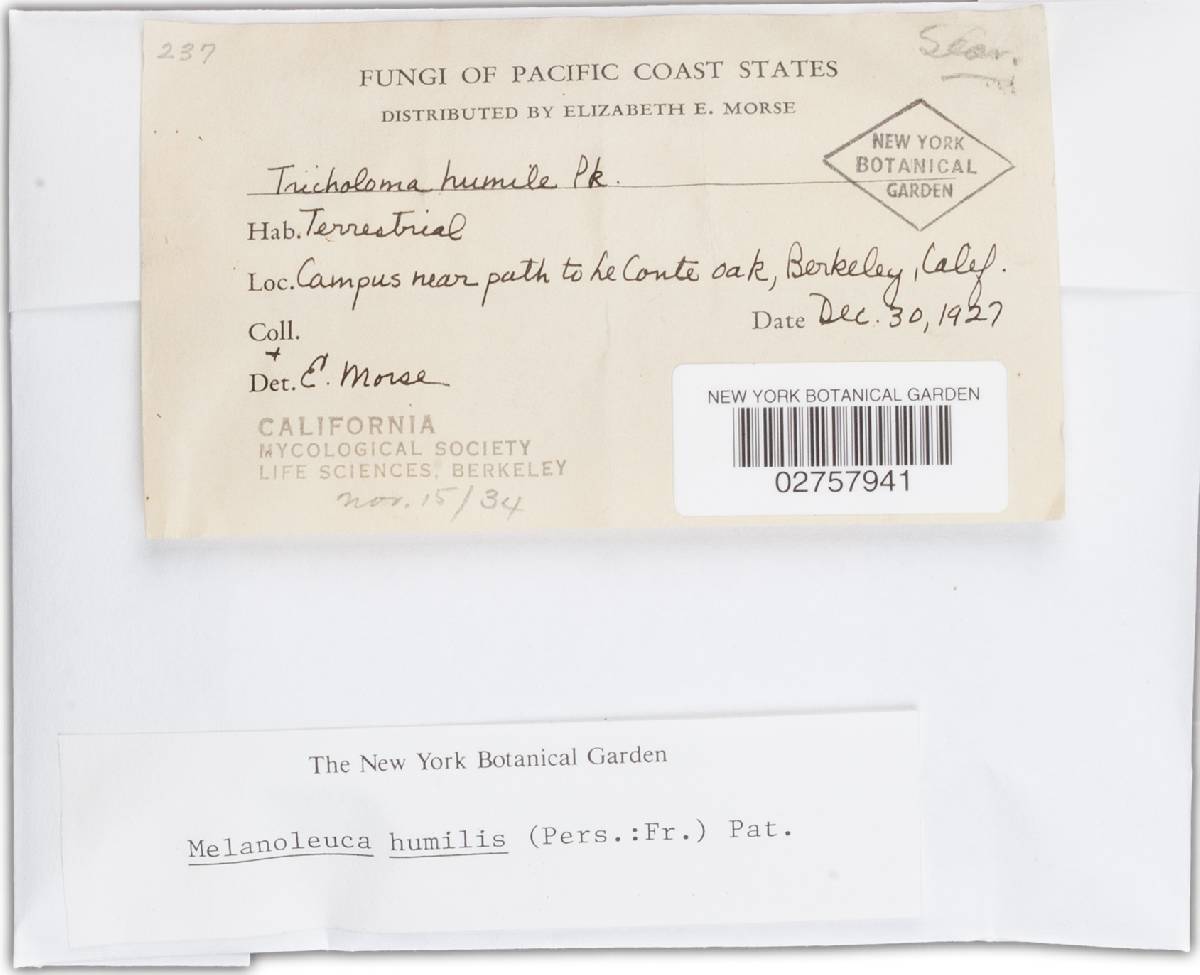 237
FUNGI OF PACIFIC COAST STATES
DISTRIBUTED BY ELIZABETH E. MORSE
NEW YORK
BOTANICAL
GARDEN
Tricholoma humile Pk.
Hab. Terrestrial
Loc. Campus near path to Le Conte oak, Berkeley, Calif.
Coll.
Date Dec. 30, 1927
+
Det. E. Morse
CALIFORNIA
MYCOLOGICAL SOCIETY
LIFE SCIENCES, BERKELEY
Nov. 15/34
NEW YORK BOTANICAL GARDEN
02757941
The New York Botanical Garden
Melanoleuca humilis (Pers.:Fr.) Pat.